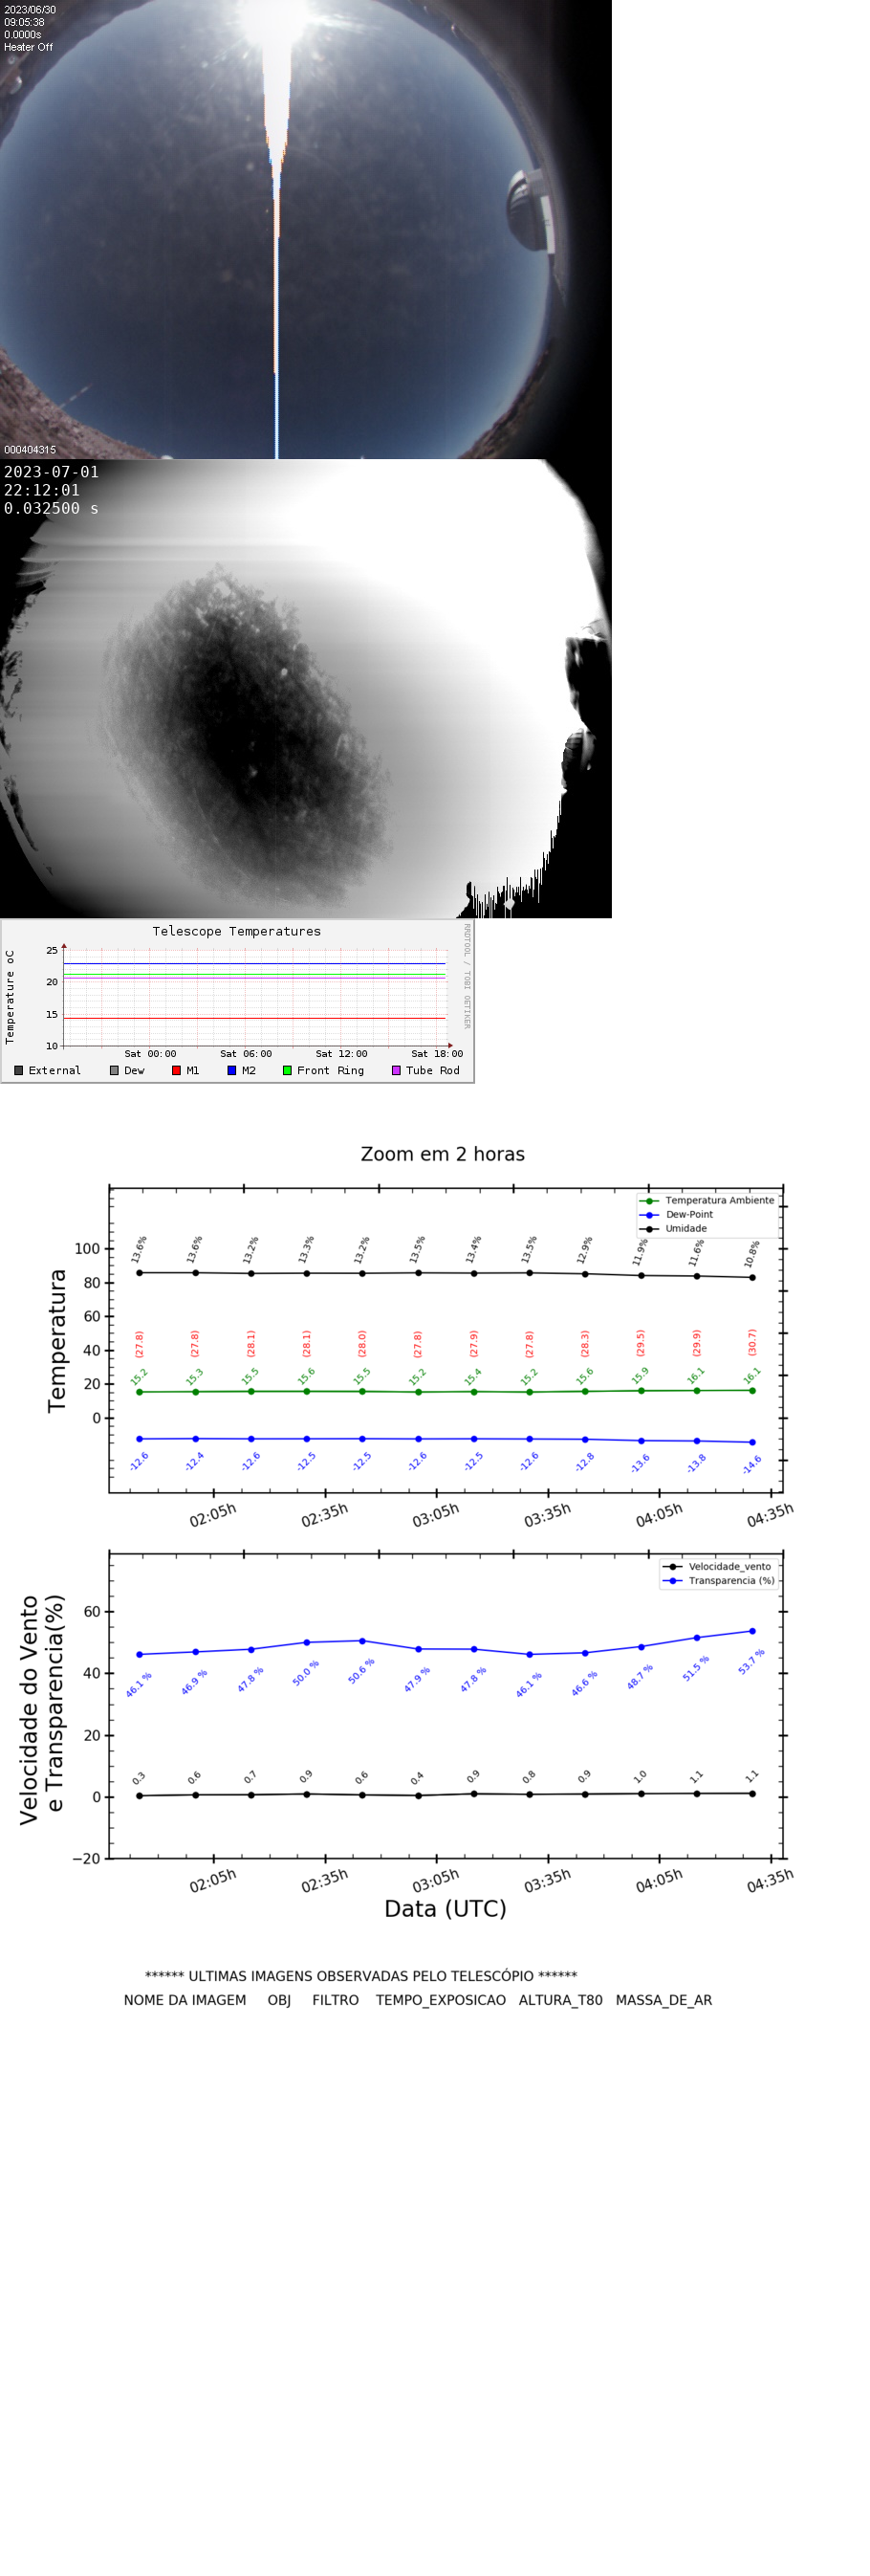 2023/06/30
09:05:38
0.0000s
Heater Off
000404315
2023-07-01
22:12:01
0.032500 s
Telescope Temperatures
RRDTOOL / TOBI OETIKER
Temperature oC
25
20
15
10
Sat 00:00 Sat 06:00 Sat 12:00 Sat 18:00
External Dew M1 M2 Front Ring Tube Rod
Zoom em 2 horas
Temperatura Ambiente
Dew-Point
Umidade
Temperatura
100
80
60
40
20
0
13.6% 13.6% 13.2% 13.3% 13.2% 13.5% 13.4% 13.5% 12.9% 11.9% 11.6% 10.8%
(27.8) (27.8) (28.1) (28.1) (28.0) (27.8) (27.9) (27.8) (28.3) (29.5) (29.9) (30.7)
15.2 15.3 15.5 15.6 15.5 15.2 15.4 15.2 15.6 15.9 16.1 16.1
-12.6 -12.4 -12.6 -12.5 -12.5 -12.6 -12.5 -12.6 -12.8 -13.6 -13.8 -14.6
02:05h 02:35h 03:05h 03:35h 04:05h 04:35h
Velocidade_vento
Transparencia (%)
Velocidade do Vento
e Transparencia(%)
60
40
20
0
−20
46.1 % 46.9 % 47.8 % 50.0 % 50.6 % 47.9 % 47.8 % 46.1 % 46.6 % 48.7 % 51.5 % 53.7 %
0.3 0.6 0.7 0.9 0.6 0.4 0.9 0.8 0.9 1.0 1.1 1.1
02:05h 02:35h 03:05h 03:35h 04:05h 04:35h
Data (UTC)
****** ULTIMAS IMAGENS OBSERVADAS PELO TELESCÓPIO ******
NOME DA IMAGEM OBJ FILTRO TEMPO_EXPOSICAO ALTURA_T80 MASSA_DE_AR